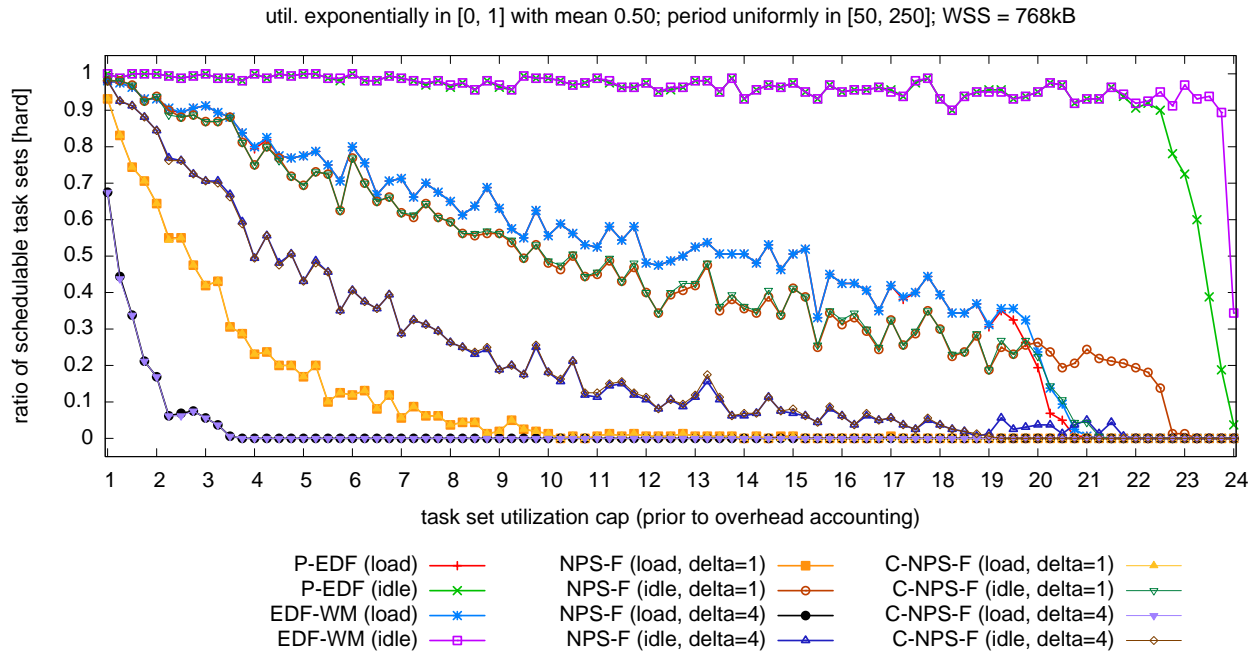 util. exponentially in [0, 1] with mean 0.50; period uniformly in [50, 250]; WSS = 768kB
ratio of schedulable task sets [hard]
1
0.9
0.8
0.7
0.6
0.5
0.4
0.3
0.2
0.1
0
1 2 3 4 5 6 7 8 9 10 11 12 13 14 15 16 17 18 19 20 21 22 23 24
task set utilization cap (prior to overhead accounting)
P-EDF (load)
P-EDF (idle)
EDF-WM (load)
EDF-WM (idle)
NPS-F (load, delta=1)
NPS-F (idle, delta=1)
NPS-F (load, delta=4)
NPS-F (idle, delta=4)
C-NPS-F (load, delta=1)
C-NPS-F (idle, delta=1)
C-NPS-F (load, delta=4)
C-NPS-F (idle, delta=4)